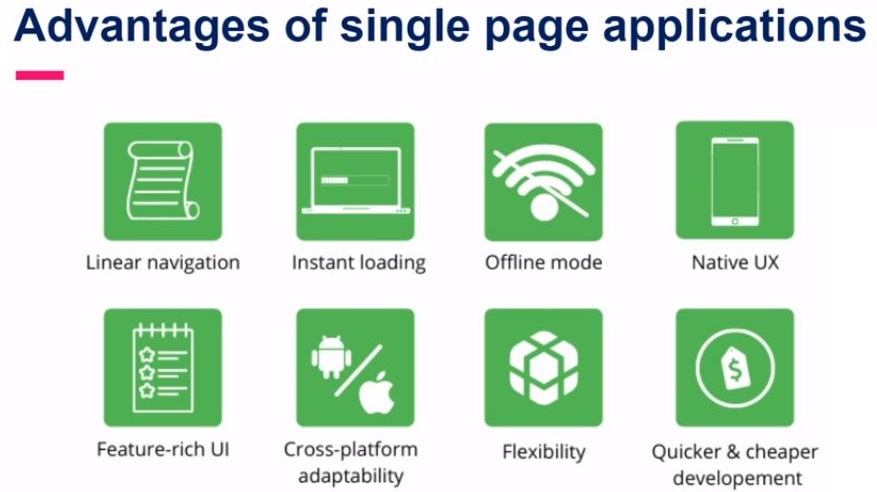 Advantages of single page applications
Linear navigation
Instant loading
Offline mode
Native UX
Feature-rich UI
Cross-platform
adaptability
Flexibility
$
Quicker & cheaper
developement